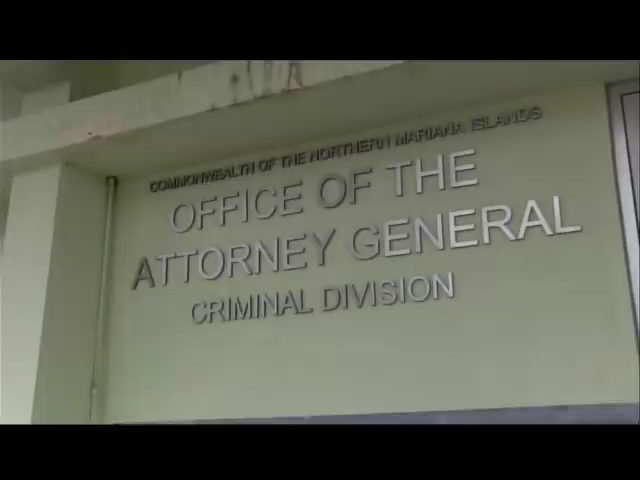 COMMONWEALTH OF THE NORTHERN MARIANA ISLANDS
OFFICE OF THE
ATTORNEY GENERAL
CRIMINAL DIVISION